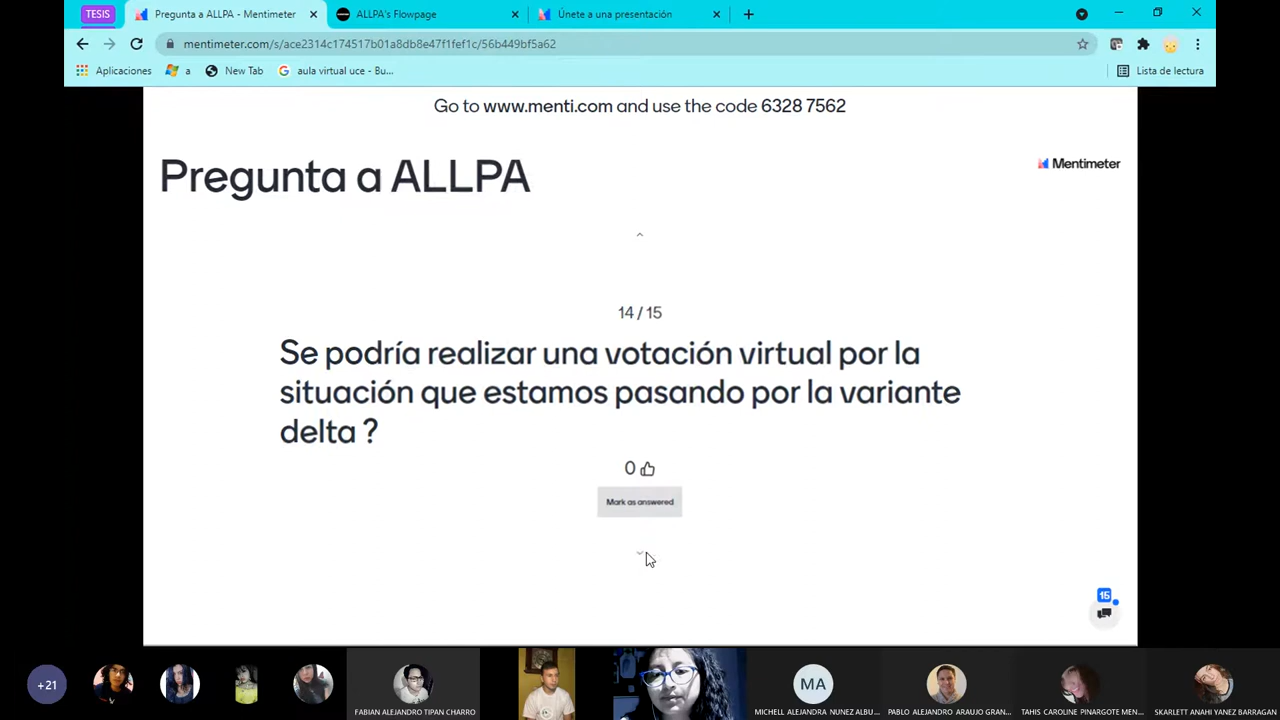 TESIS
Pregunta a ALLPA - Mentimeter
ALLPA's Flowpage
Únete a una presentación
mentimeter.com/s/ace2314c174517b01a8db8e47f1fef1c/56b449bf5a62
Aplicaciones
a
New Tab
aula virtual uce - Bu...
Lista de lectura
Go to www.menti.com and use the code 6328 7562
Pregunta a ALLPA
Mentimeter
14 / 15
Se podría realizar una votación virtual por la
situación que estamos pasando por la variante
delta ?
0
Mark as answered
15
+21
FABIAN ALEJANDRO TIPAN CHARRO
MA
MICHELL ALEJANDRA NUNEZ ALBU...
PABLO ALEJANDRO ARAUJO GRAN...
TAHIS CAROLINE PINARGOTE MEN...
SKARLETT ANAHI YANEZ BARRAGAN